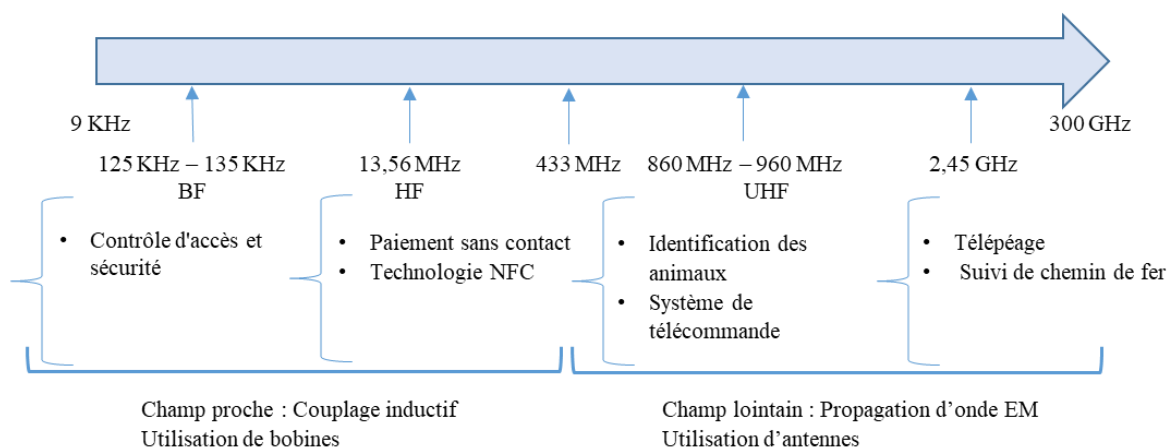 9 KHz
300 GHz
125 KHz – 135 KHz
BF
13,56 MHz
HF
433 MHz
860 MHz – 960 MHz
UHF
2,45 GHz
• Contrôle d'accès et
sécurité
• Paiement sans contact
• Technologie NFC
• Identification des
animaux
• Système de
télécommande
• Télépéage
• Suivi de chemin de fer
Champ proche : Couplage inductif
Utilisation de bobines
Champ lointain : Propagation d’onde EM
Utilisation d’antennes